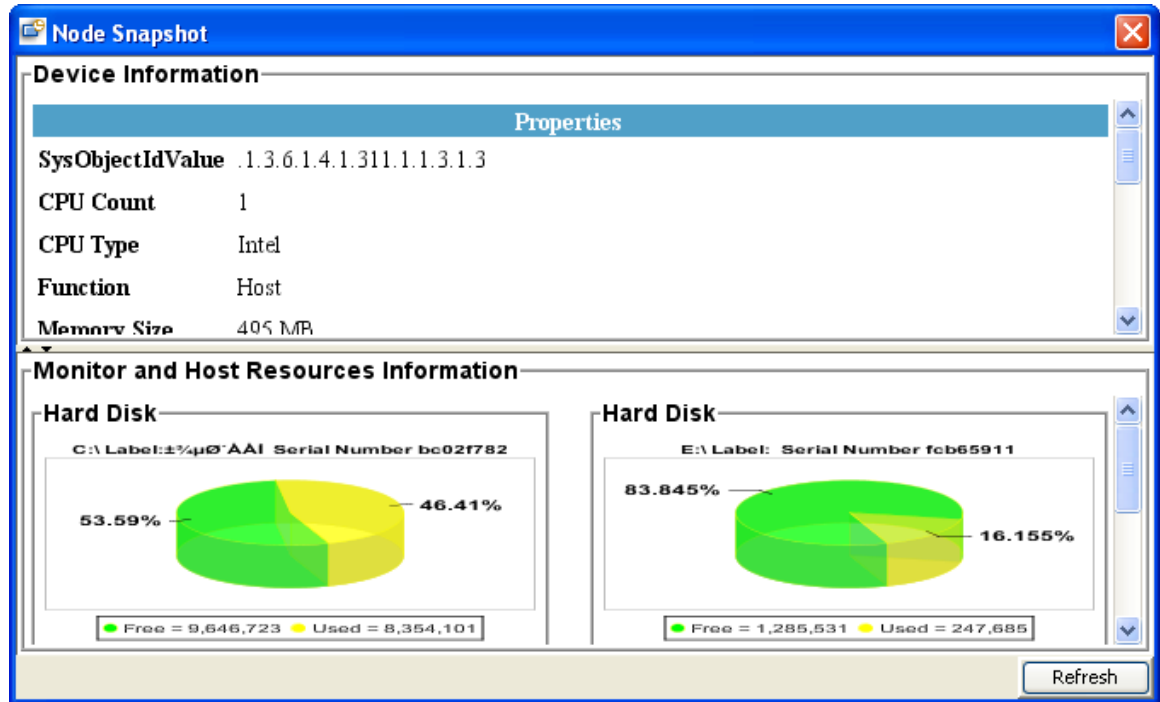 Node Snapshot
Device Information
Properties
SysObjectIdValue .1.3.6.1.4.1.311.1.1.3.1.3
CPU Count 1
CPU Type Intel
Function Host
Memory Size 495 MB
Monitor and Host Resources Information
Hard Disk
C:\ Label:±¾µØ´ÅÅÌ Serial Number bc02f782
53.59%
46.41%
Free = 9,646,723 Used = 8,354,101
Hard Disk
E:\ Label: Serial Number fcb65911
83.845%
16.155%
Free = 1,285,531 Used = 247,685
Refresh